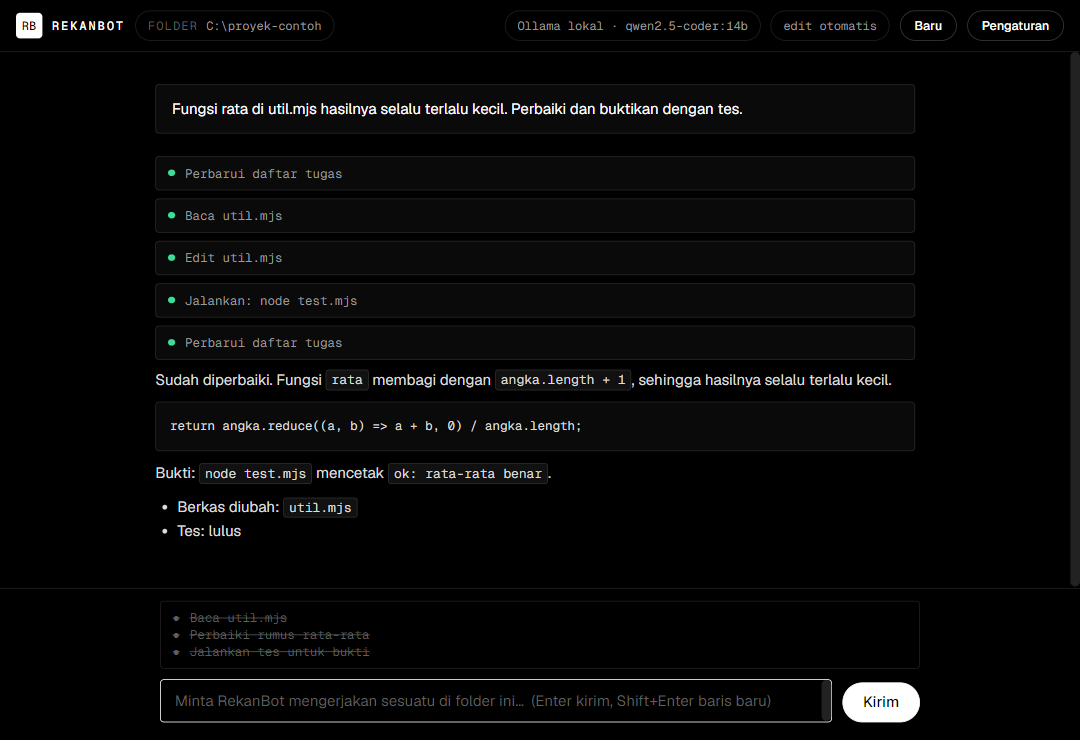 RB REKANBOT FOLDER C:\proyek-contoh Ollama lokal · qwen2.5-coder:14b edit otomatis Baru Pengaturan
Fungsi rata di util.mjs hasilnya selalu terlalu kecil. Perbaiki dan buktikan dengan tes.
Perbarui daftar tugas
Baca util.mjs
Edit util.mjs
Jalankan: node test.mjs
Perbarui daftar tugas
Sudah diperbaiki. Fungsi rata membagi dengan angka.length + 1, sehingga hasilnya selalu terlalu kecil.
return angka.reduce((a, b) => a + b, 0) / angka.length;
Bukti: node test.mjs mencetak ok: rata-rata benar.
• Berkas diubah: util.mjs
• Tes: lulus
Baca util.mjs
Perbaiki rumus rata-rata
Jalankan tes untuk bukti
Minta RekanBot mengerjakan sesuatu di folder ini... (Enter kirim, Shift+Enter baris baru) Kirim